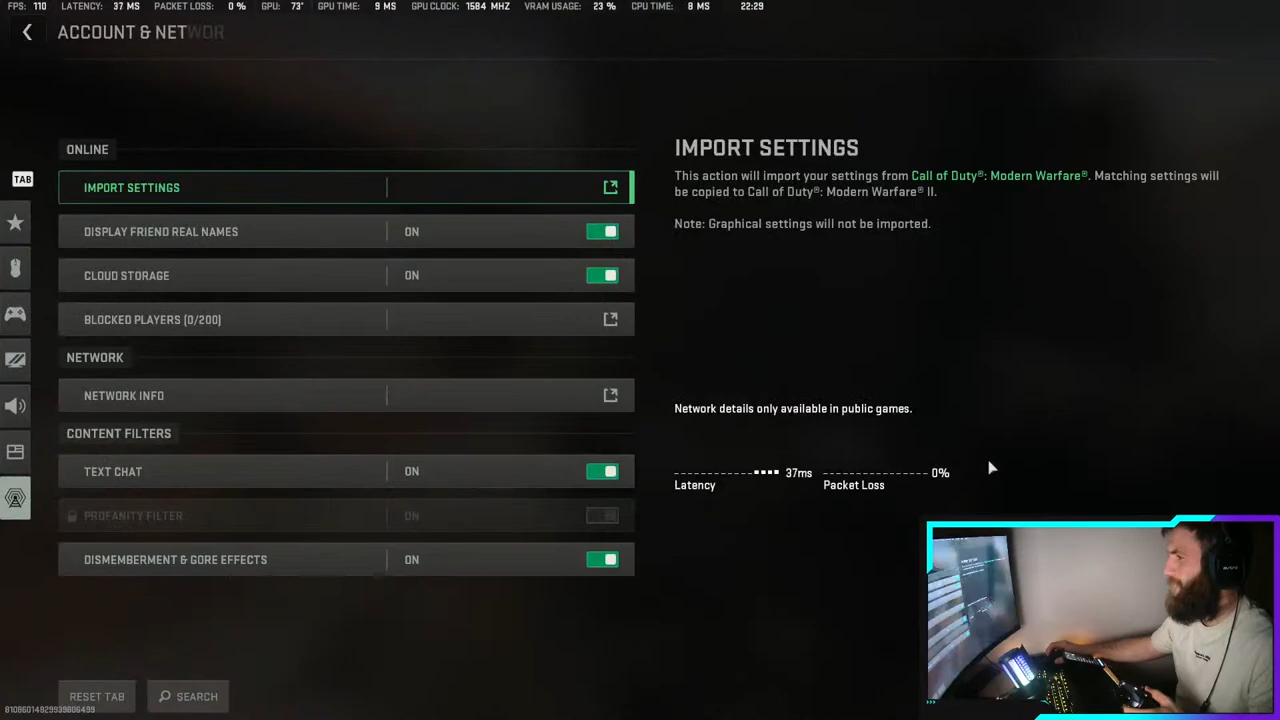 FPS: 110 LATENCY: 37 MS PACKET LOSS: 0 % GPU: 73° GPU TIME: 9 MS GPU CLOCK: 1584 MHZ VRAM USAGE: 23 % CPU TIME: 8 MS 22:29
ACCOUNT & NETWOR
ONLINE
TAB
IMPORT SETTINGS
DISPLAY FRIEND REAL NAMES ON
CLOUD STORAGE ON
BLOCKED PLAYERS (0/200)
NETWORK
NETWORK INFO
CONTENT FILTERS
TEXT CHAT ON
PROFANITY FILTER ON
DISMEMBERMENT & GORE EFFECTS ON
IMPORT SETTINGS
This action will import your settings from Call of Duty®: Modern Warfare®. Matching settings will
be copied to Call of Duty®: Modern Warfare® II.
Note: Graphical settings will not be imported.
Network details only available in public games.
37ms 0%
Latency Packet Loss
RESET TAB SEARCH